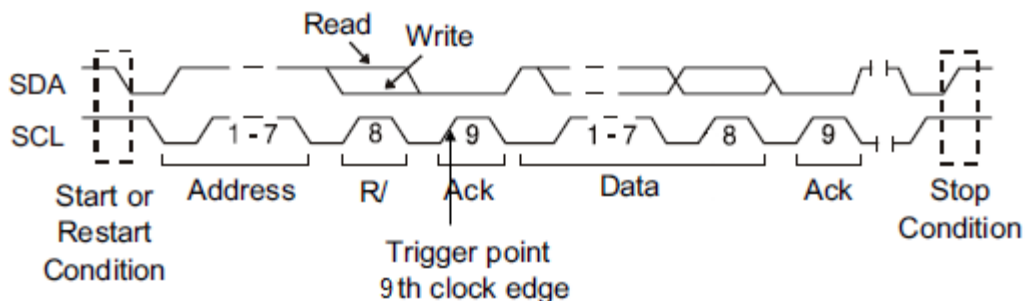 Read
Write
SDA
SCL
1 - 7
8
9
1 - 7
8
9
Address
R/
Ack
Data
Ack
Start or
Restart
Condition
Stop
Condition
Trigger point
9th clock edge